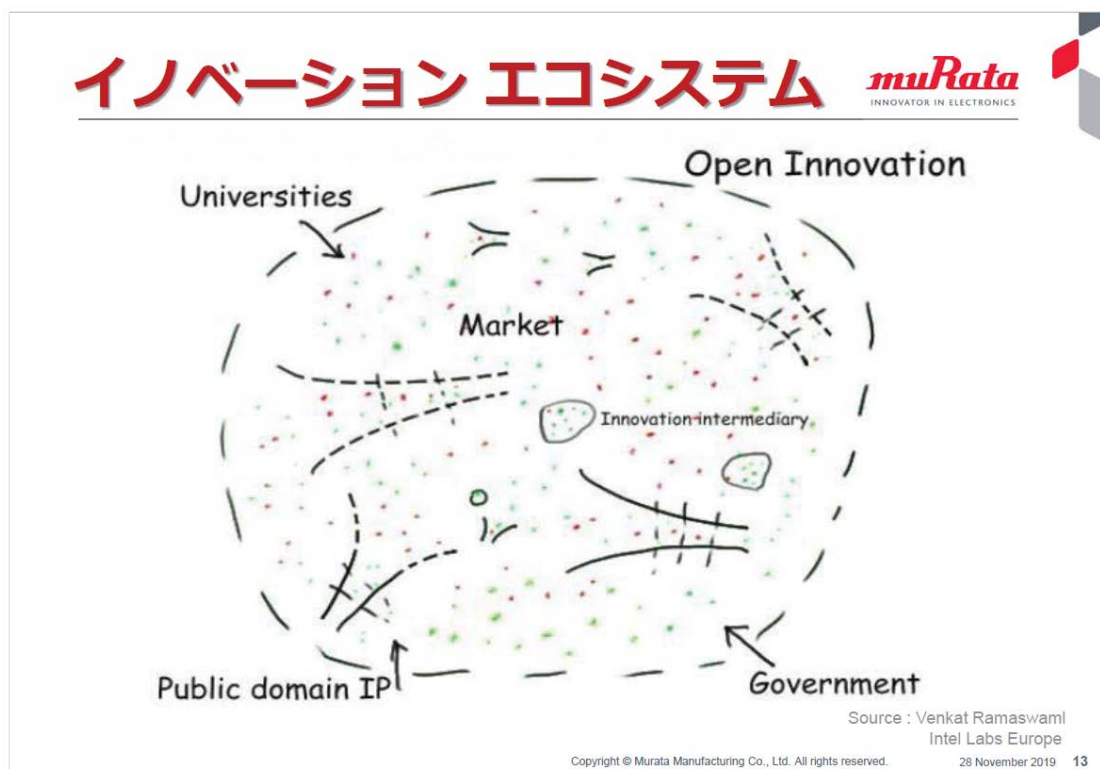 イノベーション エコシステム
muRata
INNOVATOR IN ELECTRONICS
Open Innovation
Universities
Market
Innovation intermediary
Public domain IP
Government
Source : Venkat Ramaswaml
Intel Labs Europe
Copyright © Murata Manufacturing Co., Ltd. All rights reserved.
28 November 2019
13